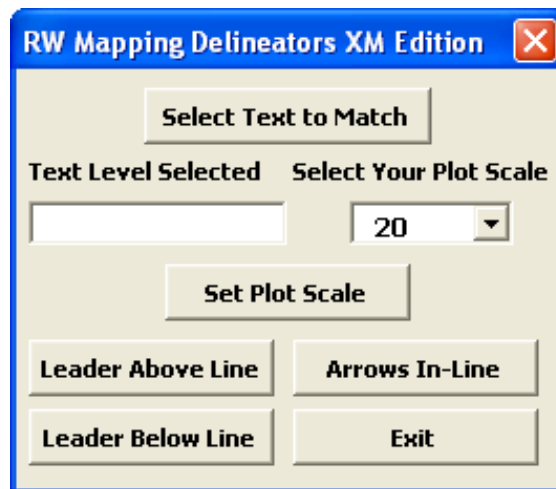 RW Mapping Delineators XM Edition
Select Text to Match
Text Level Selected Select Your Plot Scale
20
Set Plot Scale
Leader Above Line Arrows In-Line
Leader Below Line Exit